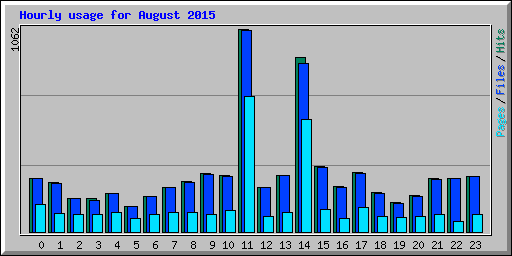 Hourly usage for August 2015
1062
Pages/Files/Hits
0 1 2 3 4 5 6 7 8 9 10 11 12 13 14 15 16 17 18 19 20 21 22 23